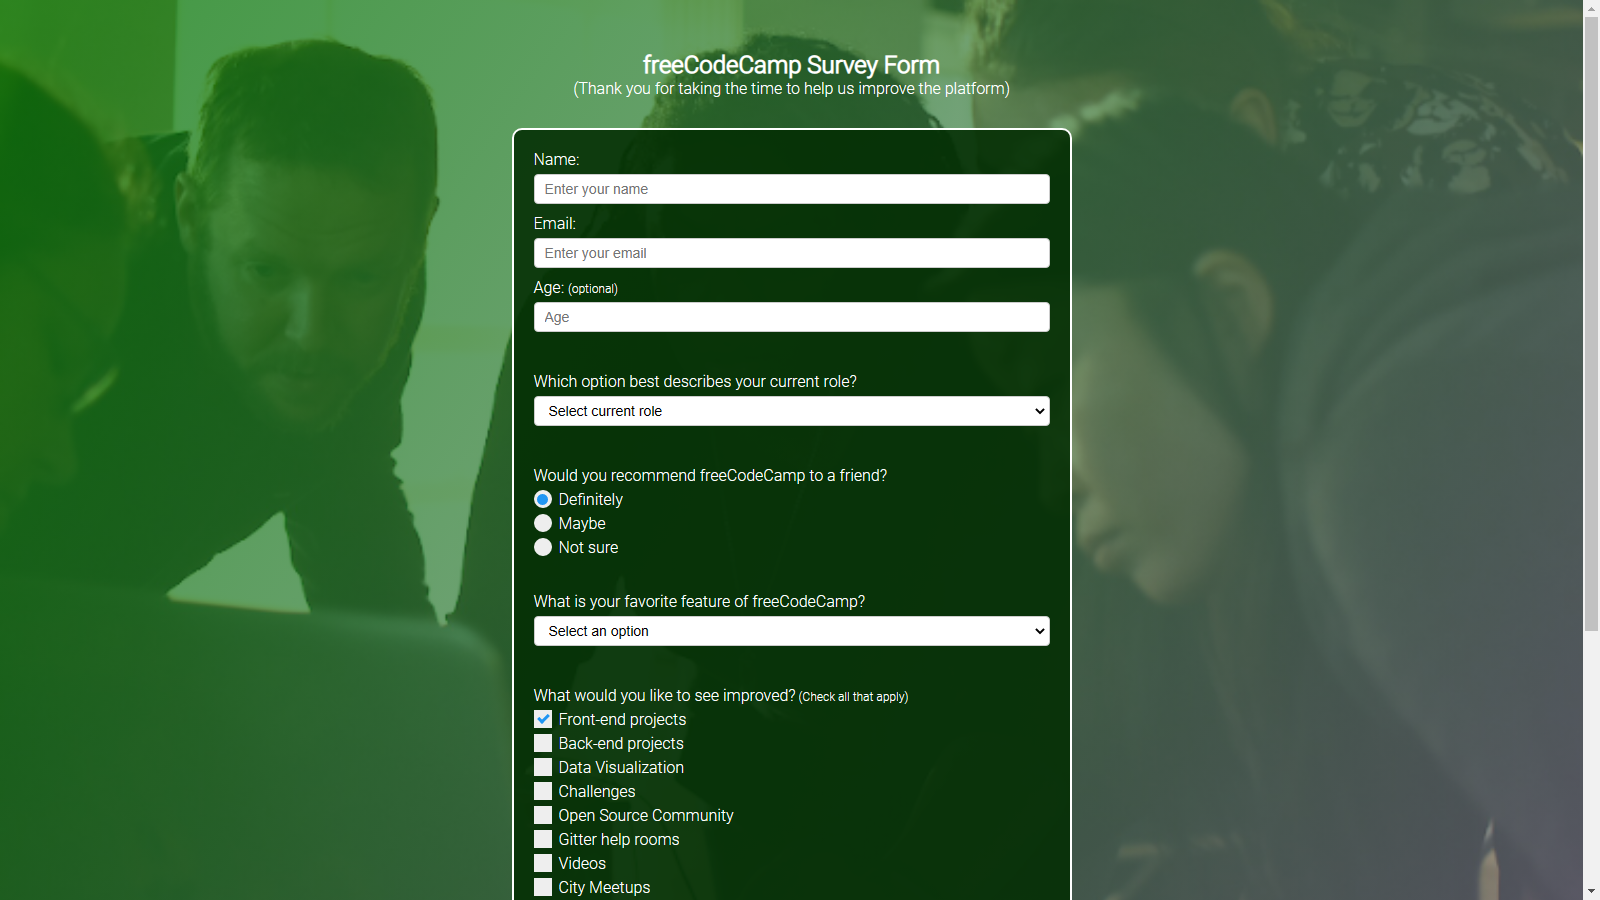 freeCodeCamp Survey Form
(Thank you for taking the time to help us improve the platform)
Name:
Enter your name
Email:
Enter your email
Age: (optional)
Age
Which option best describes your current role?
Select current role
Would you recommend freeCodeCamp to a friend?
Definitely
Maybe
Not sure
What is your favorite feature of freeCodeCamp?
Select an option
What would you like to see improved? (Check all that apply)
Front-end projects
Back-end projects
Data Visualization
Challenges
Open Source Community
Gitter help rooms
Videos
City Meetups